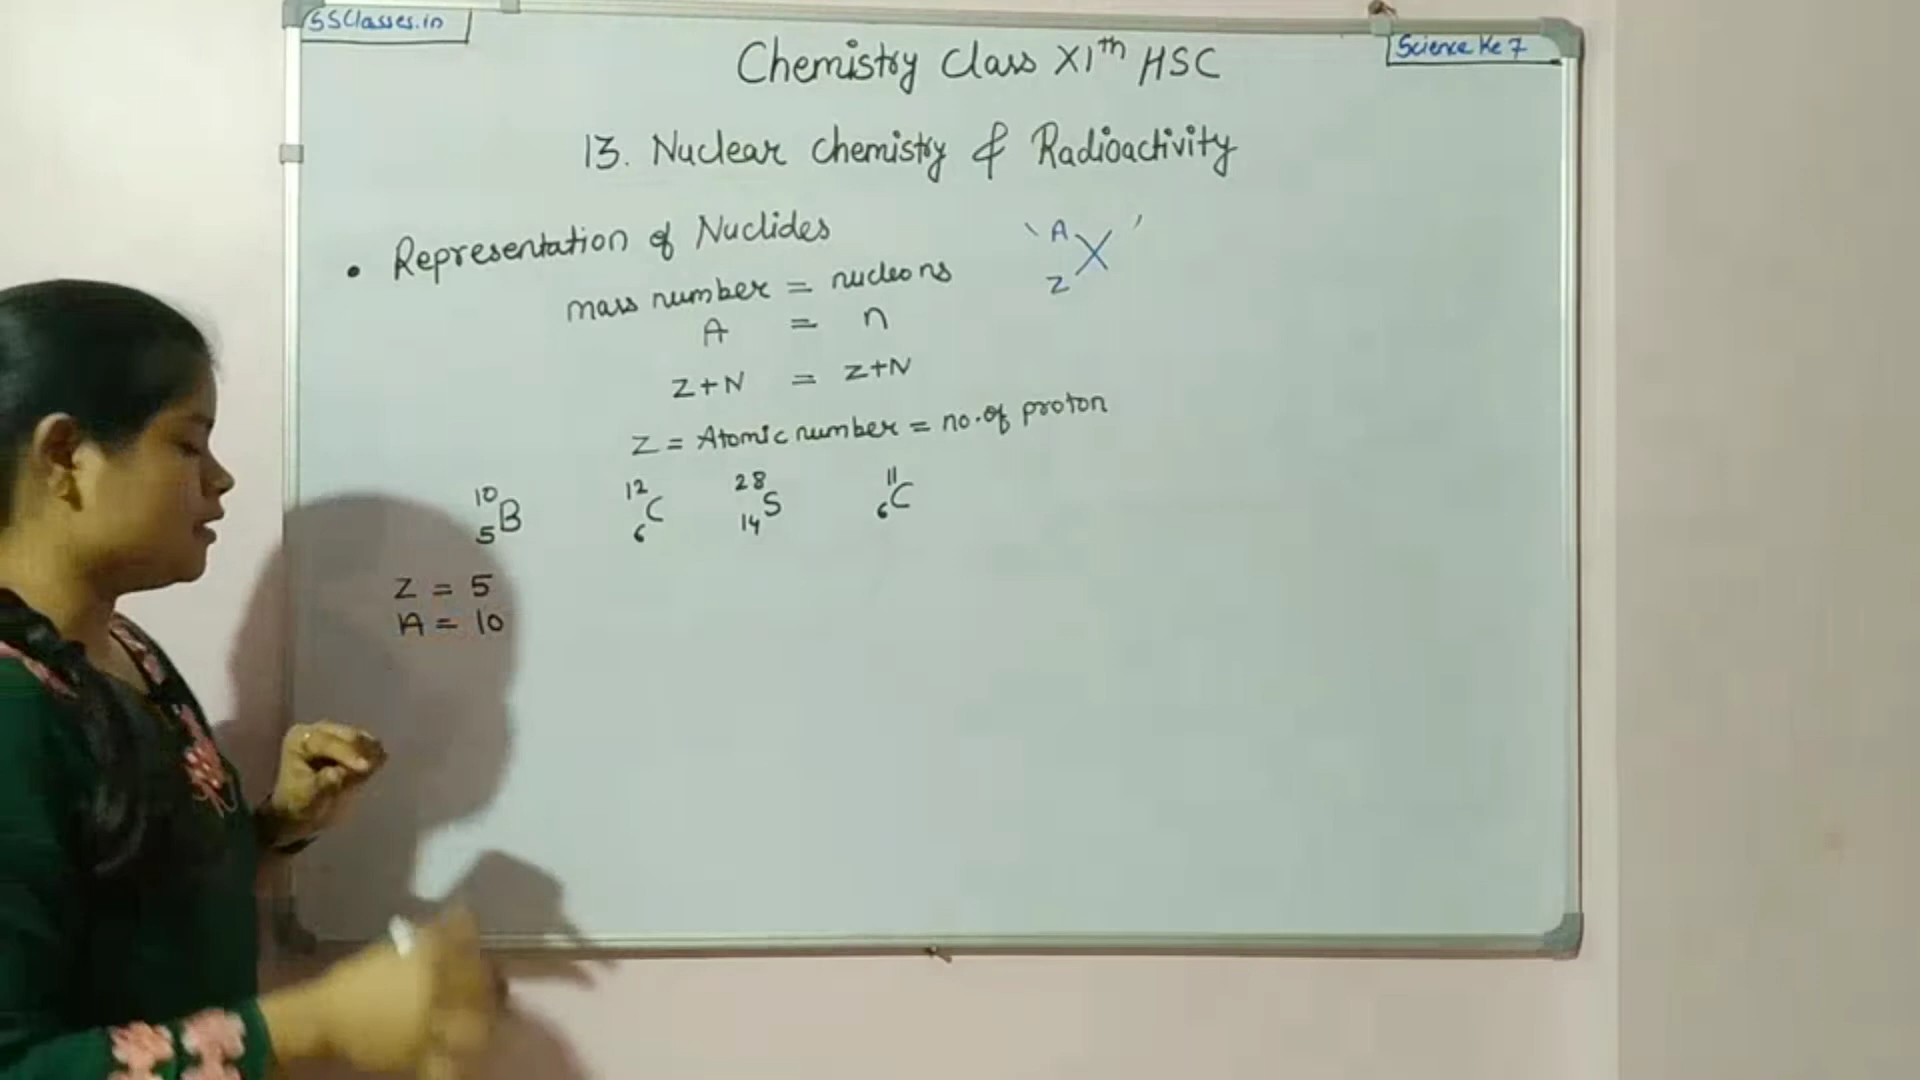 SSClasses.in
Science Ke 7
Chemistry Class XIth HSC
13. Nuclear chemistry & Radioactivity
• Representation of Nuclides
' A Z X '
mass number = nucleons
A = n
Z+N = Z+N
Z = Atomic number = no. of proton
10 5 B 12 6 C 28 14 S 11 6 C
Z = 5
A = 10